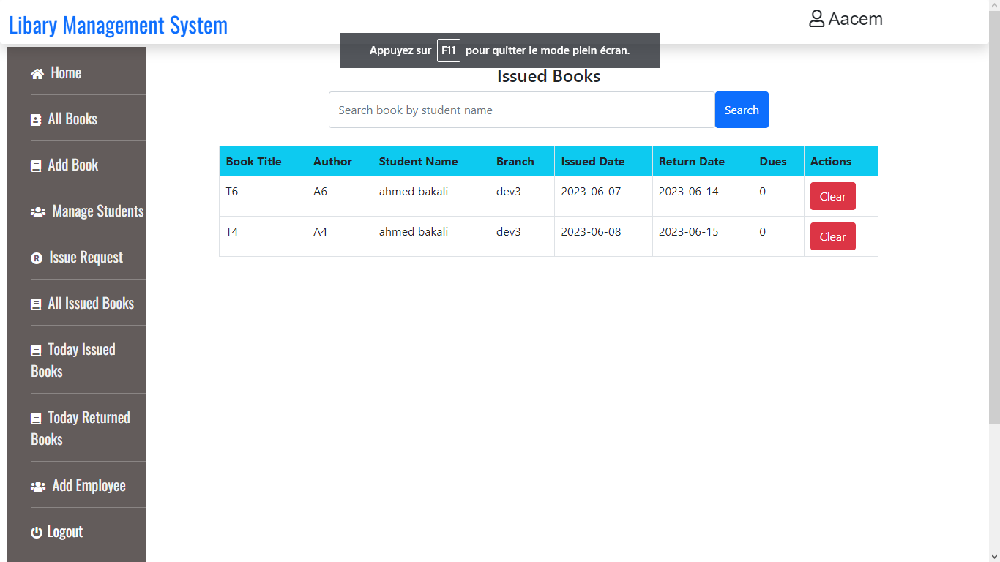 Libary Management System
Aacem
Appuyez sur F11 pour quitter le mode plein écran.
Home
All Books
Add Book
Manage Students
R Issue Request
All Issued Books
Today Issued
Books
Today Returned
Books
Add Employee
Logout
Issued Books
Search book by student name Search
Book Title Author Student Name Branch Issued Date Return Date Dues Actions
T6 A6 ahmed bakali dev3 2023-06-07 2023-06-14 0 Clear
T4 A4 ahmed bakali dev3 2023-06-08 2023-06-15 0 Clear